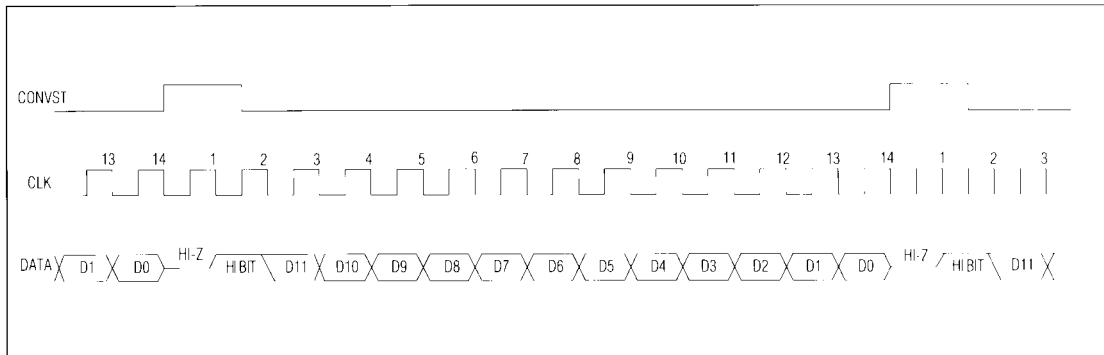 CONVST
13 14 1 2 3 4 5 6 7 8 9 10 11 12 13 14 1 2 3
CLK
DATA D1 D0 HI-Z HI BIT D11 D10 D9 D8 D7 D6 D5 D4 D3 D2 D1 D0 HI-Z HI BIT D11